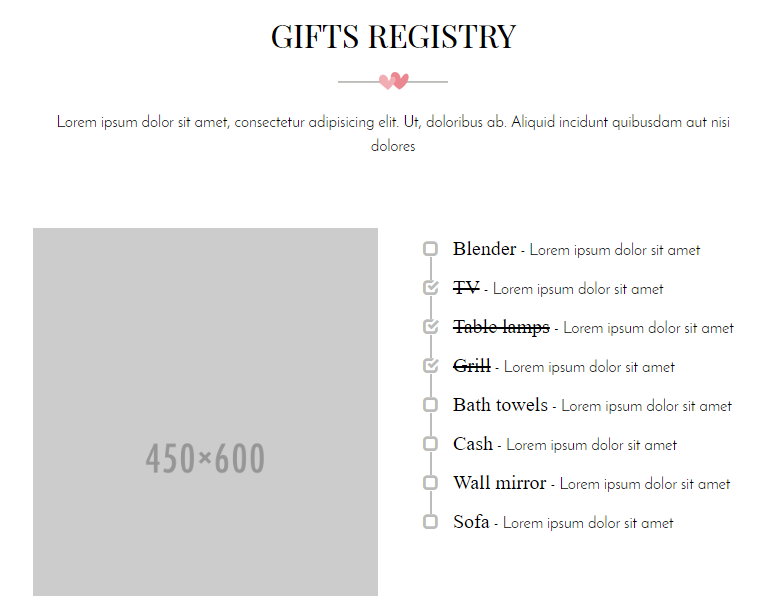 GIFTS REGISTRY
Lorem ipsum dolor sit amet, consectetur adipisicing elit. Ut, doloribus ab. Aliquid incidunt quibusdam aut nisi
dolores
Blender - Lorem ipsum dolor sit amet
TV - Lorem ipsum dolor sit amet
Table lamps - Lorem ipsum dolor sit amet
Grill - Lorem ipsum dolor sit amet
Bath towels - Lorem ipsum dolor sit amet
Cash - Lorem ipsum dolor sit amet
Wall mirror - Lorem ipsum dolor sit amet
Sofa - Lorem ipsum dolor sit amet
450×600